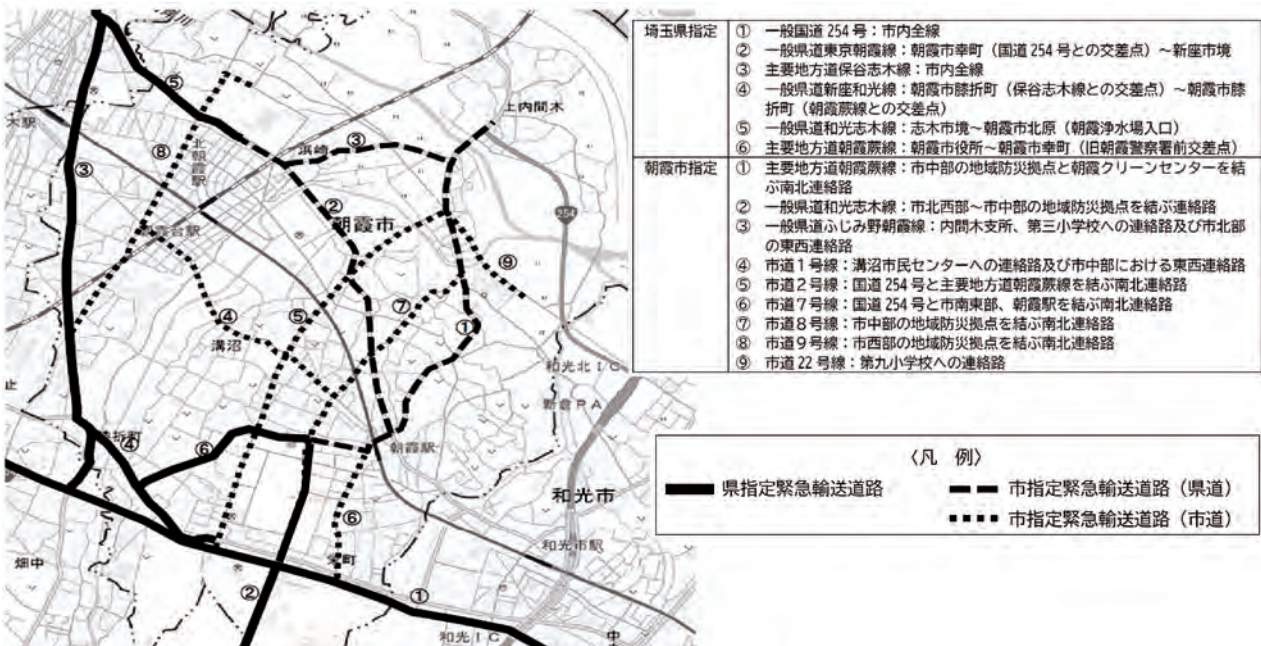 埼玉県指定
① 一般国道 254 号：市内全線
② 一般県道東京朝霞線：朝霞市幸町（国道 254 号との交差点）～新座市境
③ 主要地方道保谷志木線：市内全線
④ 一般県道新座和光線：朝霞市膝折町（保谷志木線との交差点）～朝霞市膝
折町（朝霞蕨線との交差点）
⑤ 一般県道和光志木線：志木市境～朝霞市北原（朝霞浄水場入口）
⑥ 主要地方道朝霞蕨線：朝霞市役所～朝霞市幸町（旧朝霞警察署前交差点）
朝霞市指定
① 主要地方道朝霞蕨線：市中部の地域防災拠点と朝霞クリーンセンターを結
ぶ南北連絡路
② 一般県道和光志木線：市北西部～市中部の地域防災拠点を結ぶ連絡路
③ 一般県道ふじみ野朝霞線：内間木支所、第三小学校への連絡路及び市北部
の東西連絡路
④ 市道１号線：溝沼市民センターへの連絡路及び市中部における東西連絡路
⑤ 市道２号線：国道 254 号と主要地方道朝霞蕨線を結ぶ南北連絡路
⑥ 市道７号線：国道 254 号と市南東部、朝霞駅を結ぶ南北連絡路
⑦ 市道８号線：市中部の地域防災拠点を結ぶ南北連絡路
⑧ 市道９号線：市西部の地域防災拠点を結ぶ南北連絡路
⑨ 市道 22 号線：第九小学校への連絡路
〈凡 例〉
県指定緊急輸送道路
市指定緊急輸送道路（県道）
市指定緊急輸送道路（市道）
⑤
上内間木
木駅
③
浜崎
⑧
北朝霞駅
③
254
②
朝霞市
霞台駅
⑨
⑤
⑦
④
①
溝沼
和光北ＩＣ
止
新倉ＰＡ
折町
④
⑥
朝霞駅
和光市
⑥
和光市駅
畑中
栄町
②
①
和光ＩＣ
中